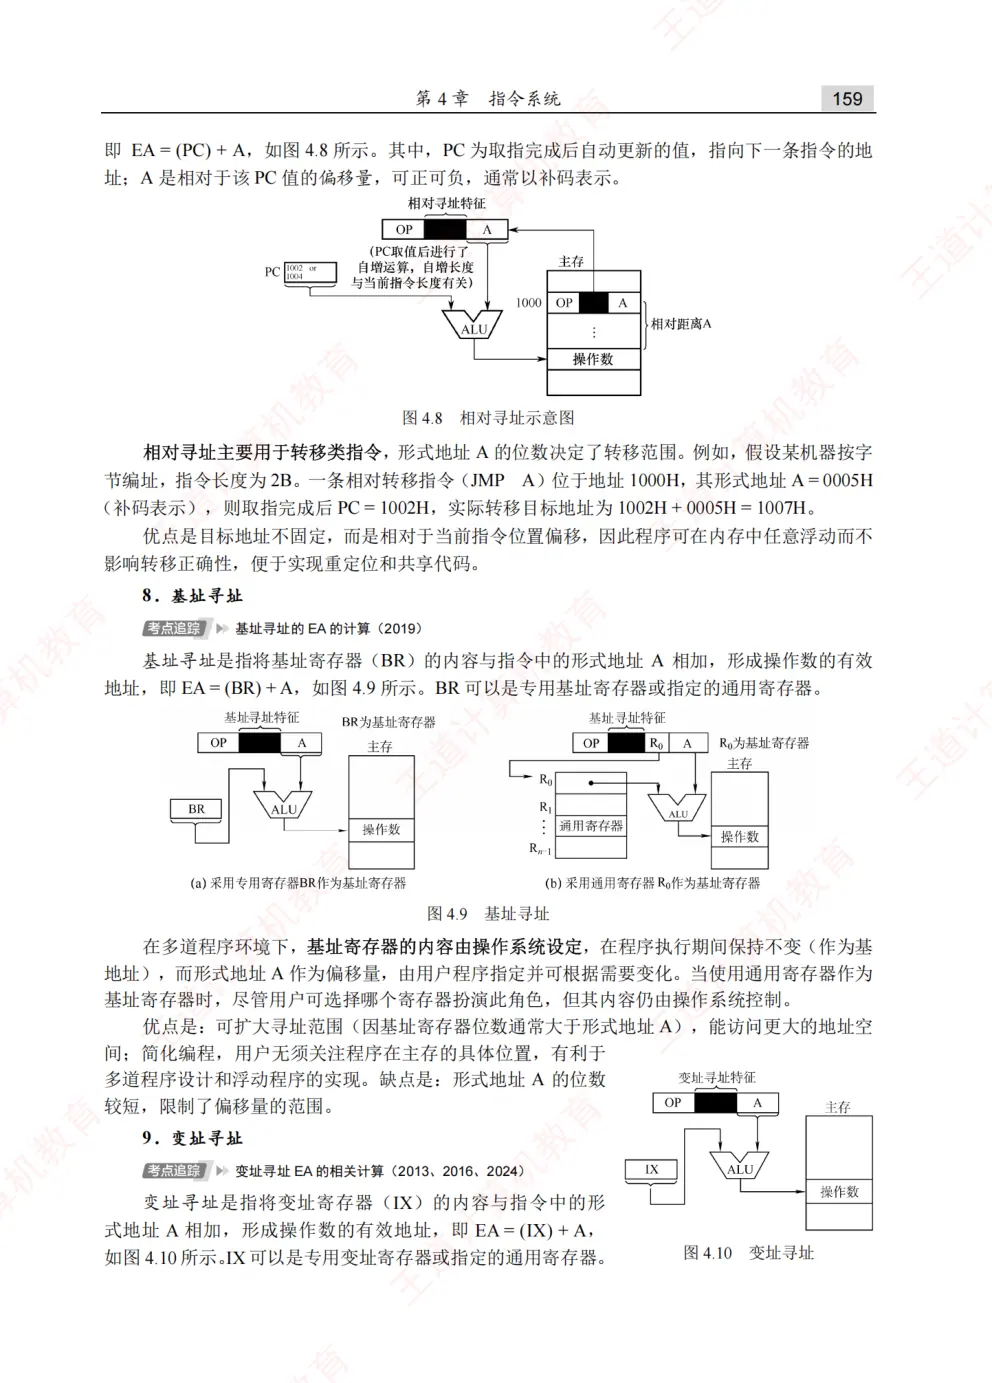 第 4 章 指令系统 159
即 EA = (PC) + A，如图 4.8 所示。其中，PC 为取指完成后自动更新的值，指向下一条指令的地
址；A 是相对于该 PC 值的偏移量，可正可负，通常以补码表示。
相对寻址特征
OP A
(PC取值后进行了
自增运算，自增长度
与当前指令长度有关)
PC 1002 or
1004
ALU
主存
1000 OP A
⋮
相对距离A
操作数
图 4.8 相对寻址示意图
相对寻址主要用于转移类指令，形式地址 A 的位数决定了转移范围。例如，假设某机器按字
节编址，指令长度为 2B。一条相对转移指令（JMP A）位于地址 1000H，其形式地址 A = 0005H
（补码表示），则取指完成后 PC = 1002H，实际转移目标地址为 1002H + 0005H = 1007H。
优点是目标地址不固定，而是相对于当前指令位置偏移，因此程序可在内存中任意浮动而不
影响转移正确性，便于实现重定位和共享代码。
8．基址寻址
考点追踪 基址寻址的 EA 的计算（2019）
基址寻址是指将基址寄存器（BR）的内容与指令中的形式地址 A 相加，形成操作数的有效
地址，即 EA = (BR) + A，如图 4.9 所示。BR 可以是专用基址寄存器或指定的通用寄存器。
基址寻址特征
BR为基址寄存器
OP A
主存
BR
ALU
操作数
(a) 采用专用寄存器BR作为基址寄存器
基址寻址特征
OP R0 A
R0为基址寄存器
主存
R0
R1
⋮
通用寄存器
Rn−1
ALU
操作数
(b) 采用通用寄存器 R0作为基址寄存器
图 4.9 基址寻址
在多道程序环境下，基址寄存器的内容由操作系统设定，在程序执行期间保持不变（作为基
地址），而形式地址 A 作为偏移量，由用户程序指定并可根据需要变化。当使用通用寄存器作为
基址寄存器时，尽管用户可选择哪个寄存器扮演此角色，但其内容仍由操作系统控制。
优点是：可扩大寻址范围（因基址寄存器位数通常大于形式地址 A），能访问更大的地址空
间；简化编程，用户无须关注程序在主存的具体位置，有利于
多道程序设计和浮动程序的实现。缺点是：形式地址 A 的位数
较短，限制了偏移量的范围。
9．变址寻址
考点追踪 变址寻址 EA 的相关计算（2013、2016、2024）
变址寻址是指将变址寄存器（IX）的内容与指令中的形
式地址 A 相加，形成操作数的有效地址，即 EA = (IX) + A，
如图 4.10 所示。IX 可以是专用变址寄存器或指定的通用寄存器。
变址寻址特征
OP A
主存
IX
ALU
操作数
图 4.10 变址寻址
王道计算机教育